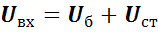 U_вх = U_б + U_ст